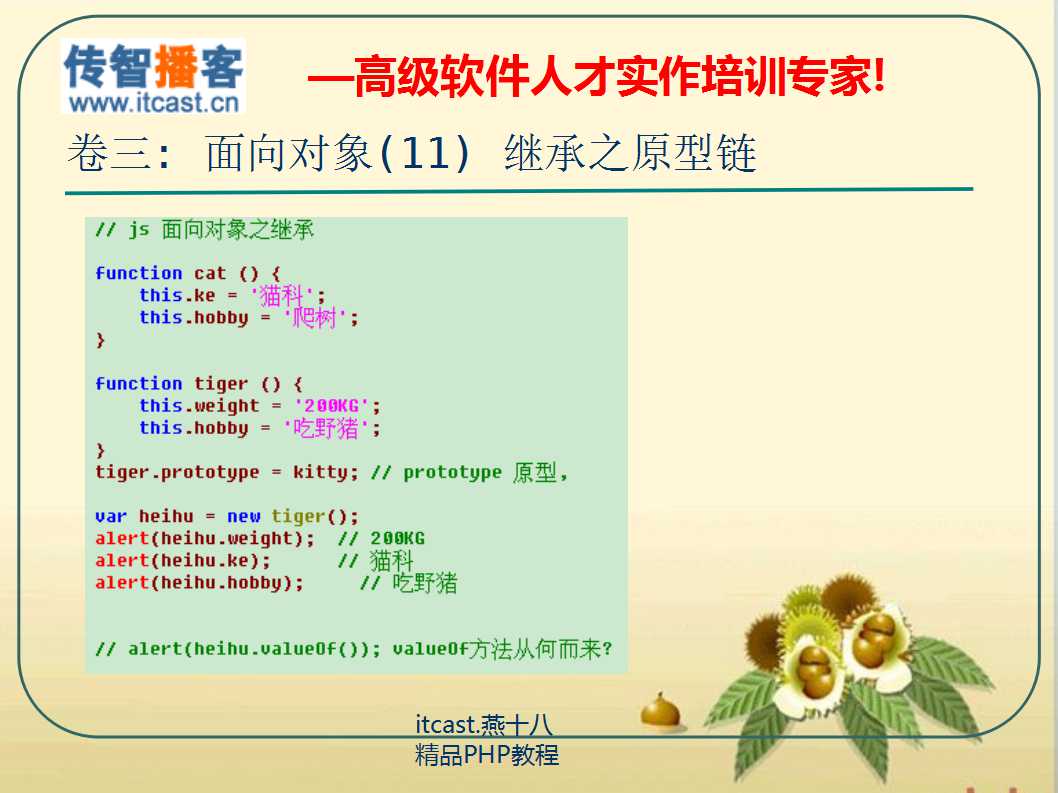 传智播客
www.itcast.cn
—高级软件人才实作培训专家!
卷三: 面向对象(11) 继承之原型链
// js 面向对象之继承
function cat () {
this.ke = '猫科';
this.hobby = '爬树';
}
function tiger () {
this.weight = '200KG';
this.hobby = '吃野猪';
}
tiger.prototype = kitty; // prototype 原型,
var heihu = new tiger();
alert(heihu.weight); // 200KG
alert(heihu.ke); // 猫科
alert(heihu.hobby); // 吃野猪
// alert(heihu.valueOf()); valueOf方法从何而来?
itcast.燕十八
精品PHP教程